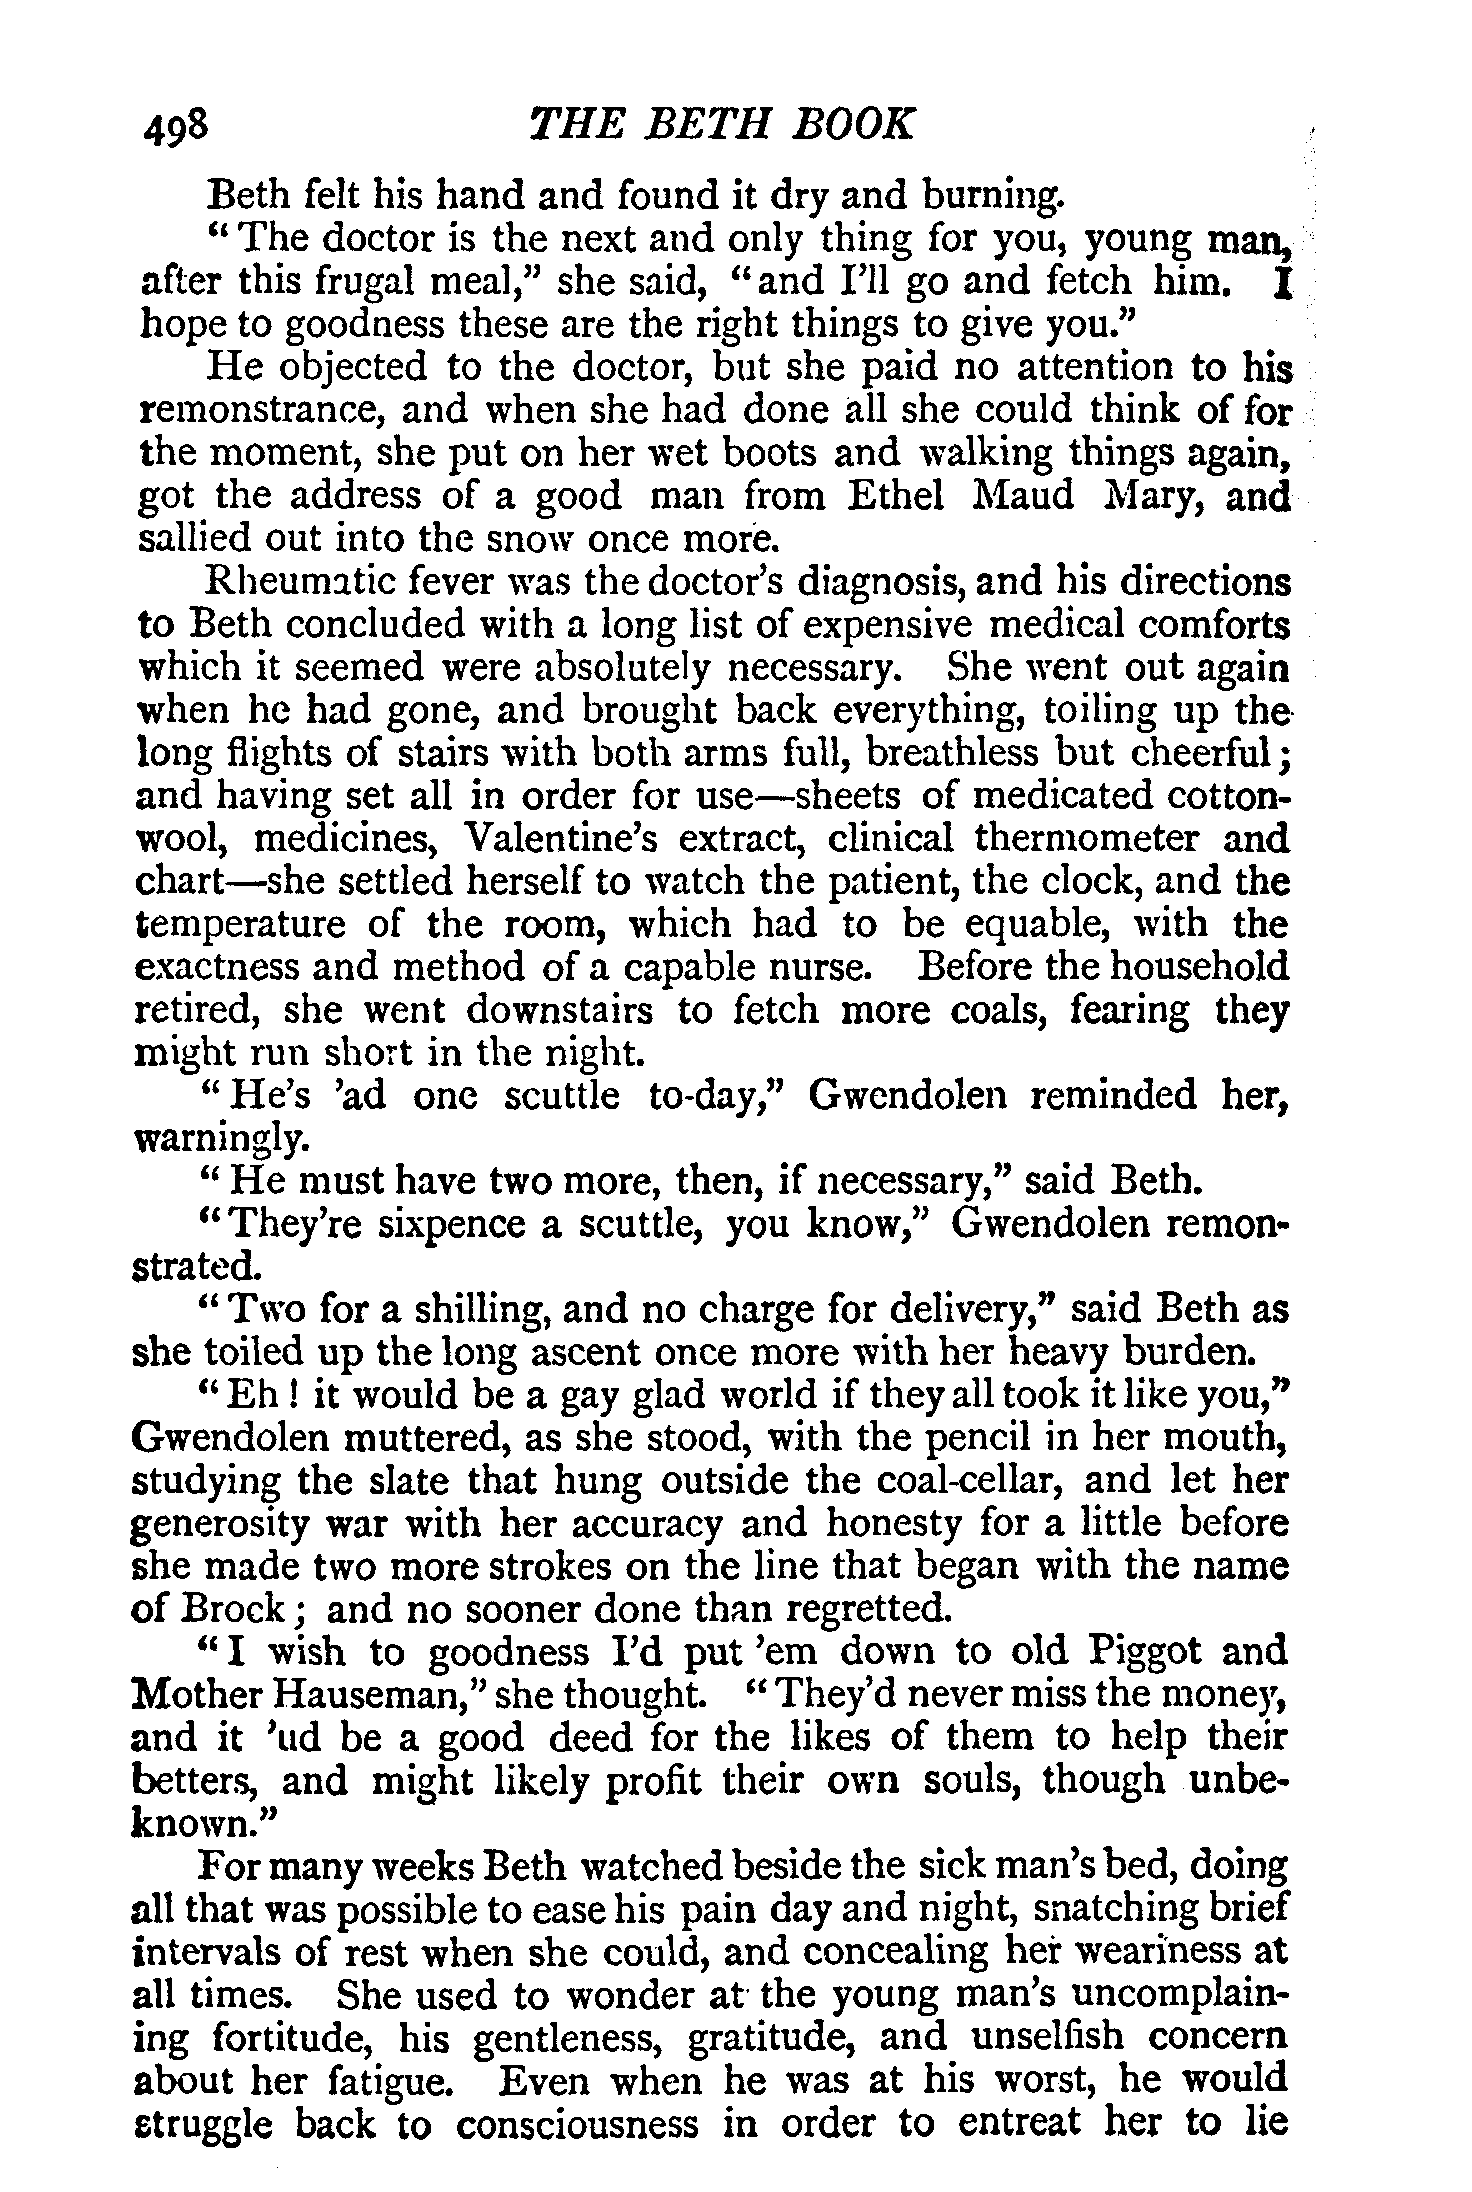 498 THE BETH BOOK
Beth felt his hand and found it dry and burning.
“The doctor is the next and only thing for you, young man,
after this frugal meal,” she said, “and I’ll go and fetch him. I
hope to goodness these are the right things to give you.”
He objected to the doctor, but she paid no attention to his
remonstrance, and when she had done all she could think of for
the moment, she put on her wet boots and walking things again,
got the address of a good man from Ethel Maud Mary, and
sallied out into the snow once more.
Rheumatic fever was the doctor’s diagnosis, and his directions
to Beth concluded with a long list of expensive medical comforts
which it seemed were absolutely necessary. She went out again
when he had gone, and brought back everything, toiling up the
long flights of stairs with both arms full, breathless but cheerful;
and having set all in order for use—sheets of medicated cotton-
wool, medicines, Valentine’s extract, clinical thermometer and
chart—she settled herself to watch the patient, the clock, and the
temperature of the room, which had to be equable, with the
exactness and method of a capable nurse. Before the household
retired, she went downstairs to fetch more coals, fearing they
might run short in the night.
“He’s ’ad one scuttle to-day,” Gwendolen reminded her,
warningly.
“He must have two more, then, if necessary,” said Beth.
“They’re sixpence a scuttle, you know,” Gwendolen remon-
strated.
“Two for a shilling, and no charge for delivery,” said Beth as
she toiled up the long ascent once more with her heavy burden.
“Eh! it would be a gay glad world if they all took it like you,”
Gwendolen muttered, as she stood, with the pencil in her mouth,
studying the slate that hung outside the coal-cellar, and let her
generosity war with her accuracy and honesty for a little before
she made two more strokes on the line that began with the name
of Brock; and no sooner done than regretted.
“I wish to goodness I’d put ’em down to old Piggot and
Mother Hauseman,” she thought. “They’d never miss the money,
and it ’ud be a good deed for the likes of them to help their
betters, and might likely profit their own souls, though unbe-
known.”
For many weeks Beth watched beside the sick man’s bed, doing
all that was possible to ease his pain day and night, snatching brief
intervals of rest when she could, and concealing her weariness at
all times. She used to wonder at the young man’s uncomplain-
ing fortitude, his gentleness, gratitude, and unselfish concern
about her fatigue. Even when he was at his worst, he would
struggle back to consciousness in order to entreat her to lie